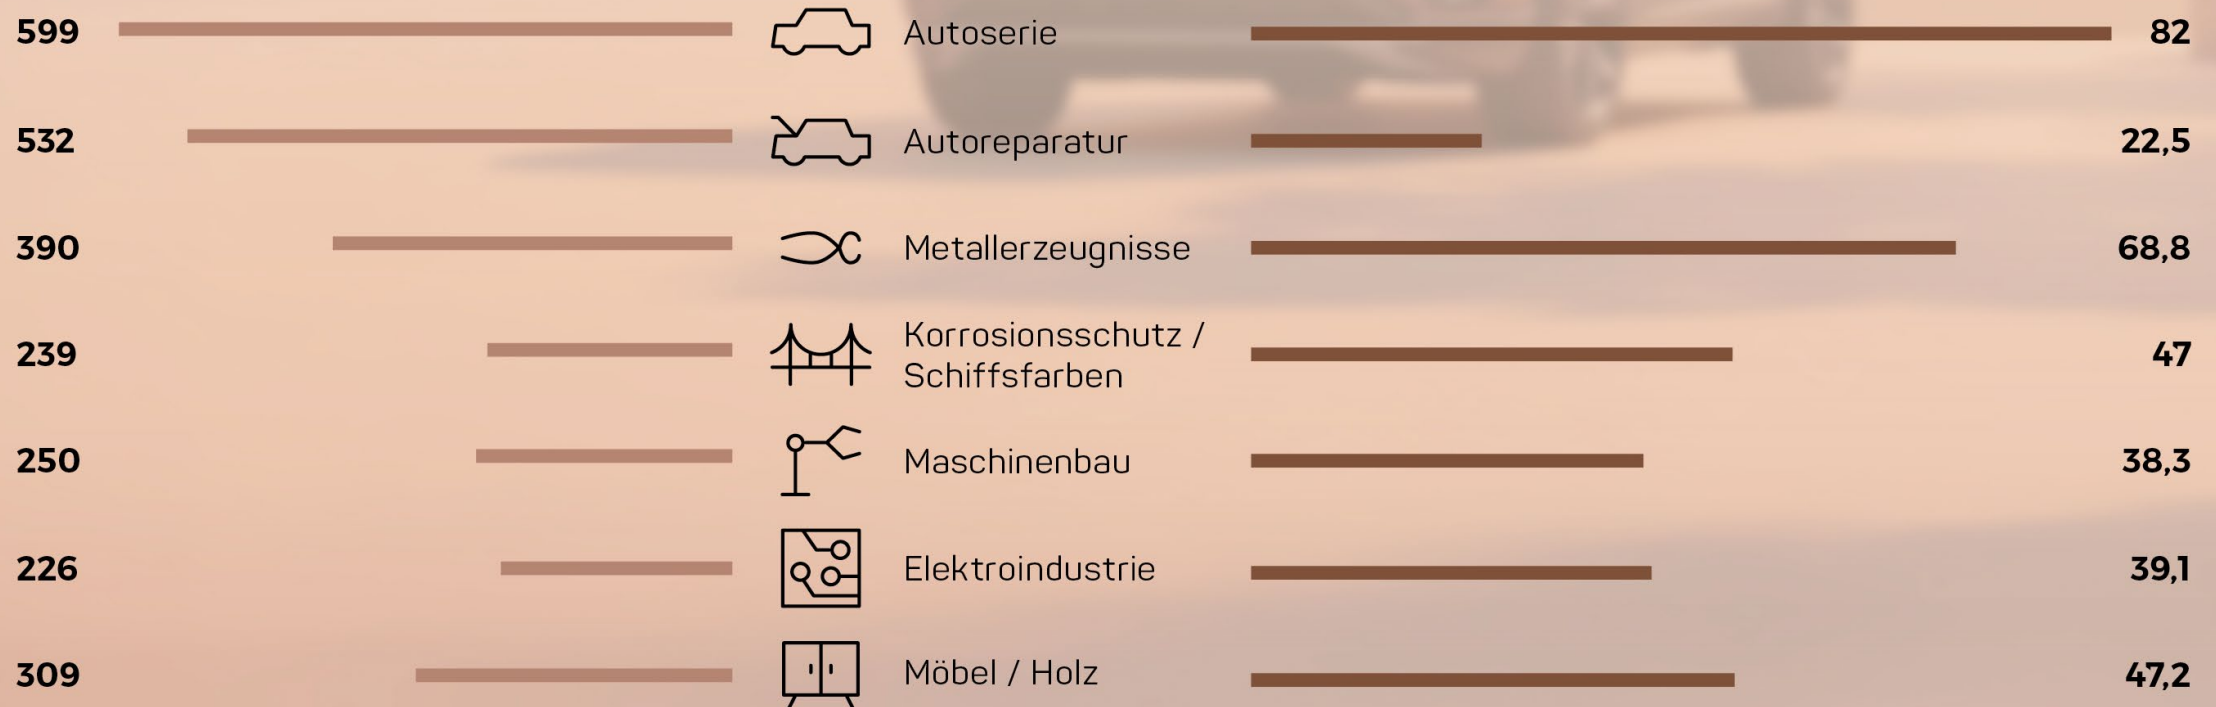 599 Autoserie 82
532 Autoreparatur 22,5
390 Metallerzeugnisse 68,8
239 Korrosionsschutz / 47
Schiffsfarben
250 Maschinenbau 38,3
226 Elektroindustrie 39,1
309 Möbel / Holz 47,2